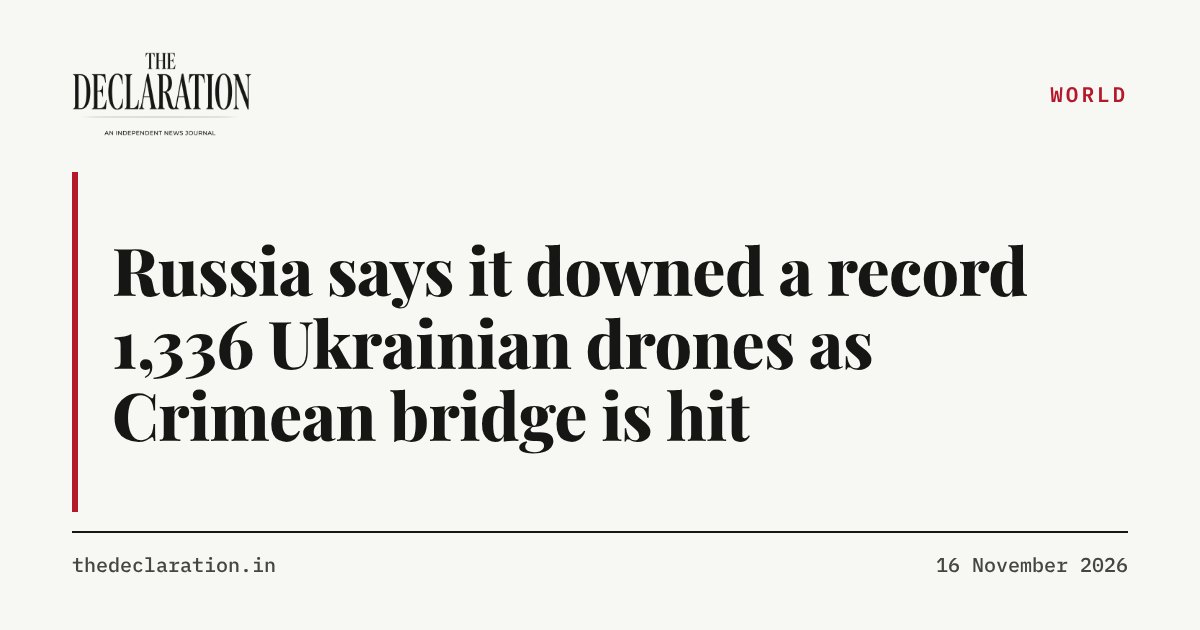 THE
DECLARATION
AN INDEPENDENT NEWS JOURNAL
WORLD
Russia says it downed a record
1,336 Ukrainian drones as
Crimean bridge is hit
thedeclaration.in
16 November 2026